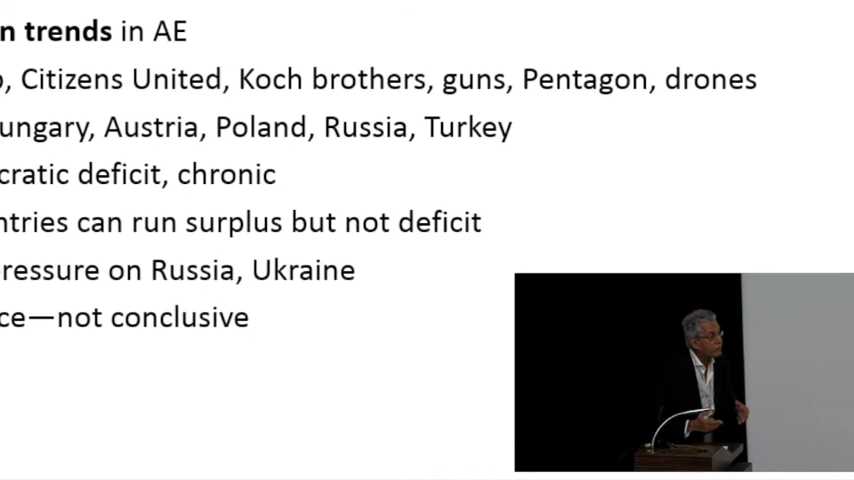 n trends in AE
, Citizens United, Koch brothers, guns, Pentagon, drones
ungary, Austria, Poland, Russia, Turkey
cratic deficit, chronic
ntries can run surplus but not deficit
ressure on Russia, Ukraine
ce—not conclusive